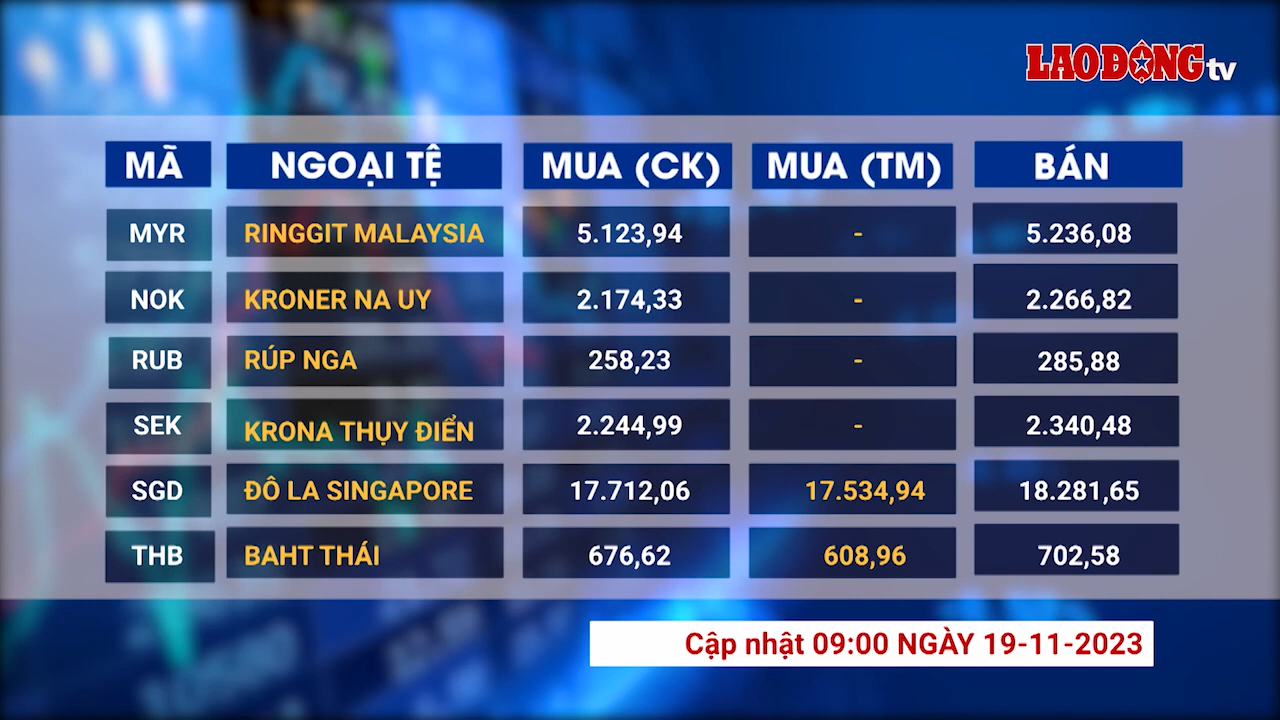 LAO ĐỘNG tv
MÃ NGOẠI TỆ MUA (CK) MUA (TM) BÁN
MYR RINGGIT MALAYSIA 5.123,94 - 5.236,08
NOK KRONER NA UY 2.174,33 - 2.266,82
RUB RÚP NGA 258,23 - 285,88
SEK KRONA THỤY ĐIỂN 2.244,99 - 2.340,48
SGD ĐÔ LA SINGAPORE 17.712,06 17.534,94 18.281,65
THB BAHT THÁI 676,62 608,96 702,58
Cập nhật 09:00 NGÀY 19-11-2023